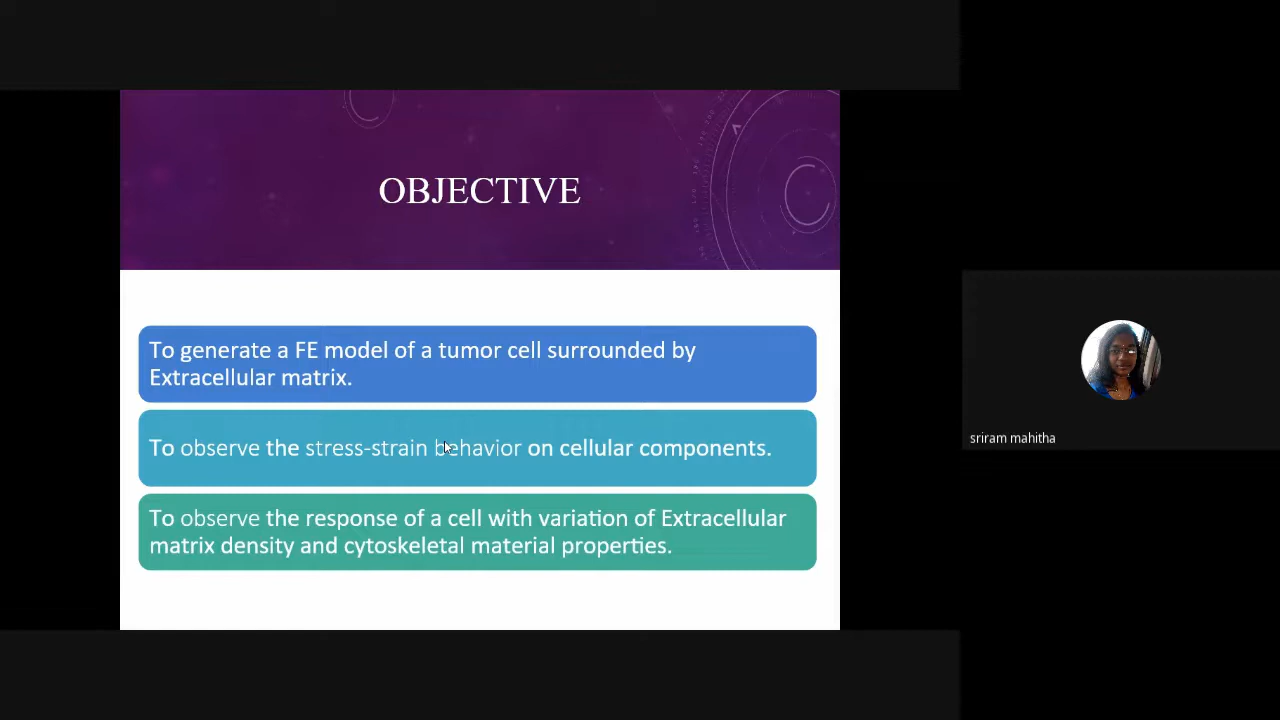 OBJECTIVE
To generate a FE model of a tumor cell surrounded by
Extracellular matrix.
To observe the stress-strain behavior on cellular components.
To observe the response of a cell with variation of Extracellular
matrix density and cytoskeletal material properties.
sriram mahitha